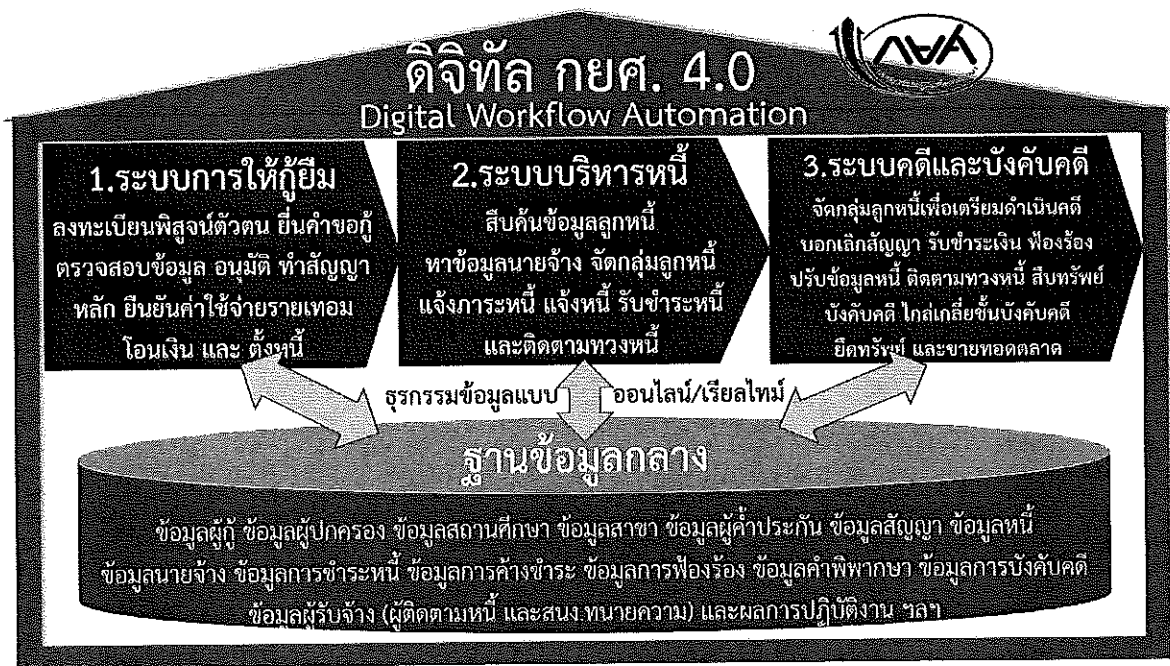 ดิจิทัล กยศ. 4.0
Digital Workflow Automation
1.ระบบการให้กู้ยืม
ลงทะเบียนพิสูจน์ตัวตน ยื่นคำขอกู้
ตรวจสอบข้อมูล อนุมัติ ทำสัญญา
หลัก ยืนยันค่าใช้จ่ายรายเทอม
โอนเงิน และ ตั้งหนี้
2.ระบบบริหารหนี้
สืบค้นข้อมูลลูกหนี้
หาข้อมูลนายจ้าง จัดกลุ่มลูกหนี้
แจ้งภาระหนี้ แจ้งหนี้ รับชำระหนี้
และติดตามทวงหนี้
3.ระบบคดีและบังคับคดี
จัดกลุ่มลูกหนี้เพื่อเตรียมดำเนินคดี
บอกเลิกสัญญา รับชำระเงิน ฟ้องร้อง
ปรับข้อมูลหนี้ ติดตามทวงหนี้ สืบทรัพย์
บังคับคดี ไกล่เกลี่ยชั้นบังคับคดี
ยึดทรัพย์ และขายทอดตลาด
ธุรกรรมข้อมูลแบบ ออนไลน์/เรียลไทม์
ฐานข้อมูลกลาง
ข้อมูลผู้กู้ ข้อมูลผู้ปกครอง ข้อมูลสถานศึกษา ข้อมูลสาขา ข้อมูลผู้ค้ำประกัน ข้อมูลสัญญา ข้อมูลหนี้
ข้อมูลนายจ้าง ข้อมูลการชำระหนี้ ข้อมูลการค้างชำระ ข้อมูลการฟ้องร้อง ข้อมูลคำพิพากษา ข้อมูลการบังคับคดี
ข้อมูลผู้รับจ้าง (ผู้ติดตามหนี้ และสนง.ทนายความ) และผลการปฏิบัติงาน ฯลฯ